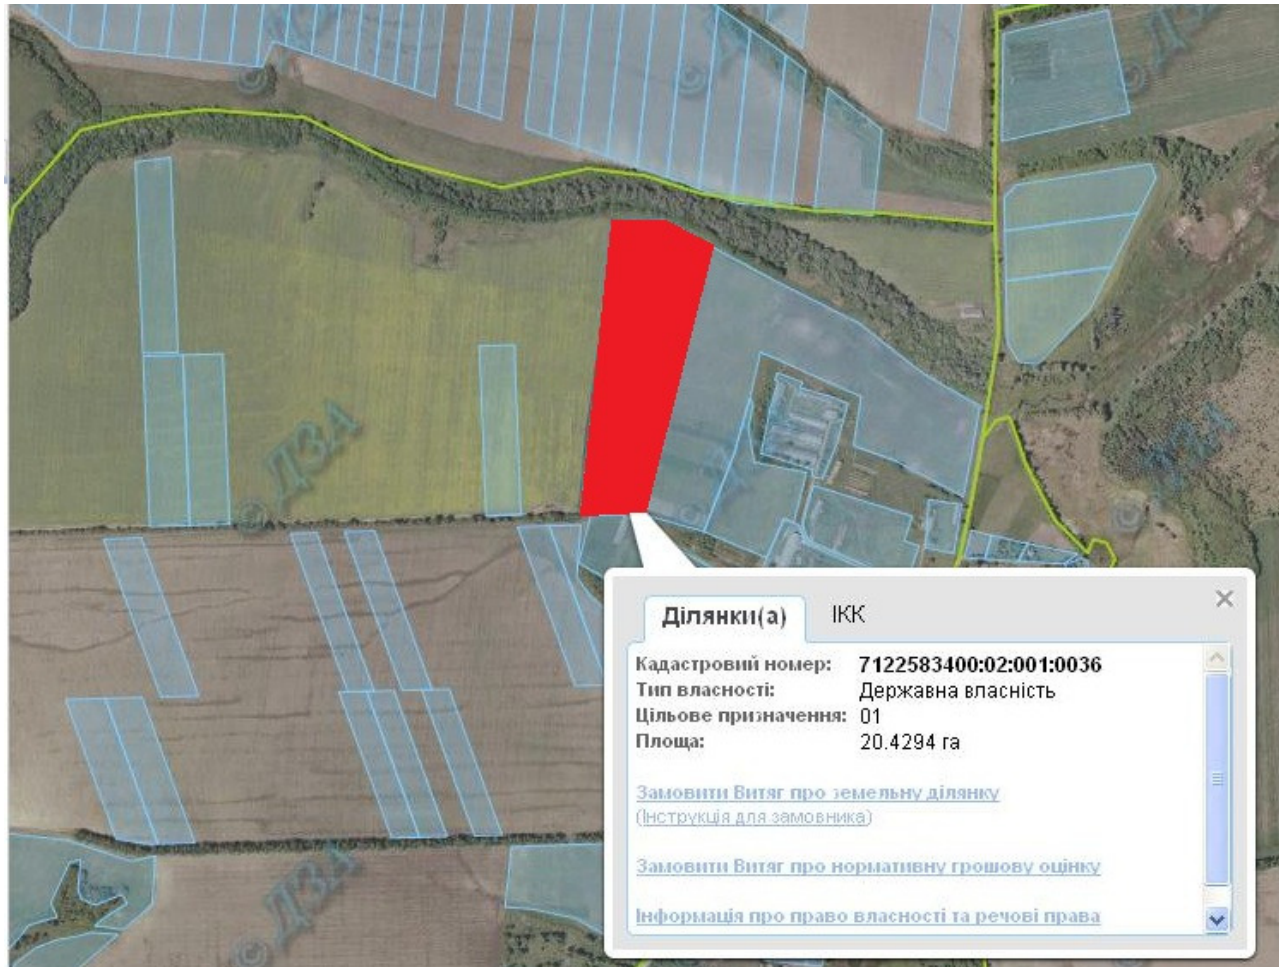 © ДЗА
Ділянки(а) ІКК
Кадастровий номер: 7122583400:02:001:0036
Тип власності: Державна власність
Цільове призначення: 01
Площа: 20.4294 га
Замовити Витяг про земельну ділянку
(Інструкція для замовника)
Замовити Витяг про нормативну грошову оцінку
Інформація про право власності та речові права
© ДЗА